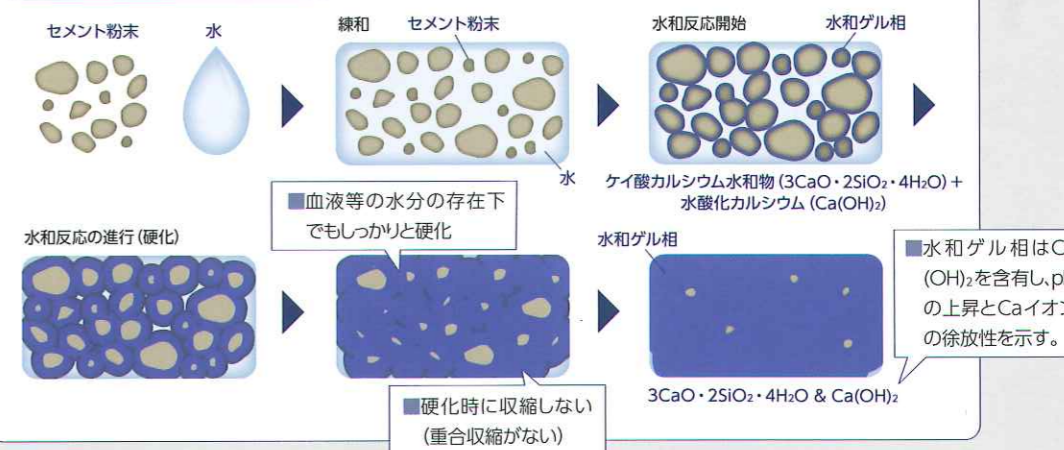 セメント粉末
水
練和
セメント粉末
水
水和反応開始
水和ゲル相
ケイ酸カルシウム水和物(3CaO・2SiO₂・4H₂O)+
水酸化カルシウム(Ca(OH)₂)
水和反応の進行(硬化)
■血液等の水分の存在下
でもしっかりと硬化
■硬化時に収縮しない
(重合収縮がない)
水和ゲル相
3CaO・2SiO₂・4H₂O & Ca(OH)₂
■水和ゲル相はC
(OH)₂を含有し、p
の上昇とCaイオン
の徐放性を示す。